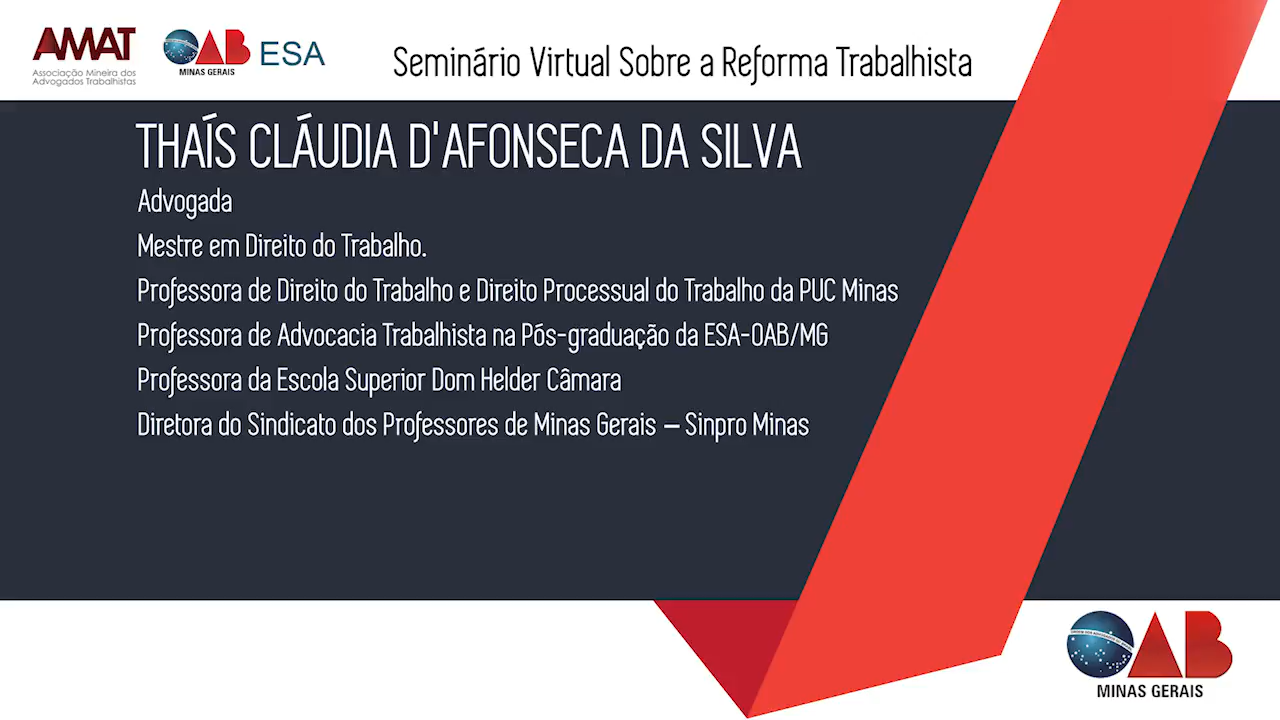 AMAT
Associação Mineira dos
Advogados Trabalhistas
OAB ESA
MINAS GERAIS
Seminário Virtual Sobre a Reforma Trabalhista
THAÍS CLÁUDIA D'AFONSECA DA SILVA
Advogada
Mestre em Direito do Trabalho.
Professora de Direito do Trabalho e Direito Processual do Trabalho da PUC Minas
Professora de Advocacia Trabalhista na Pós-graduação da ESA-OAB/MG
Professora da Escola Superior Dom Helder Câmara
Diretora do Sindicato dos Professores de Minas Gerais – Sinpro Minas
OAB
MINAS GERAIS